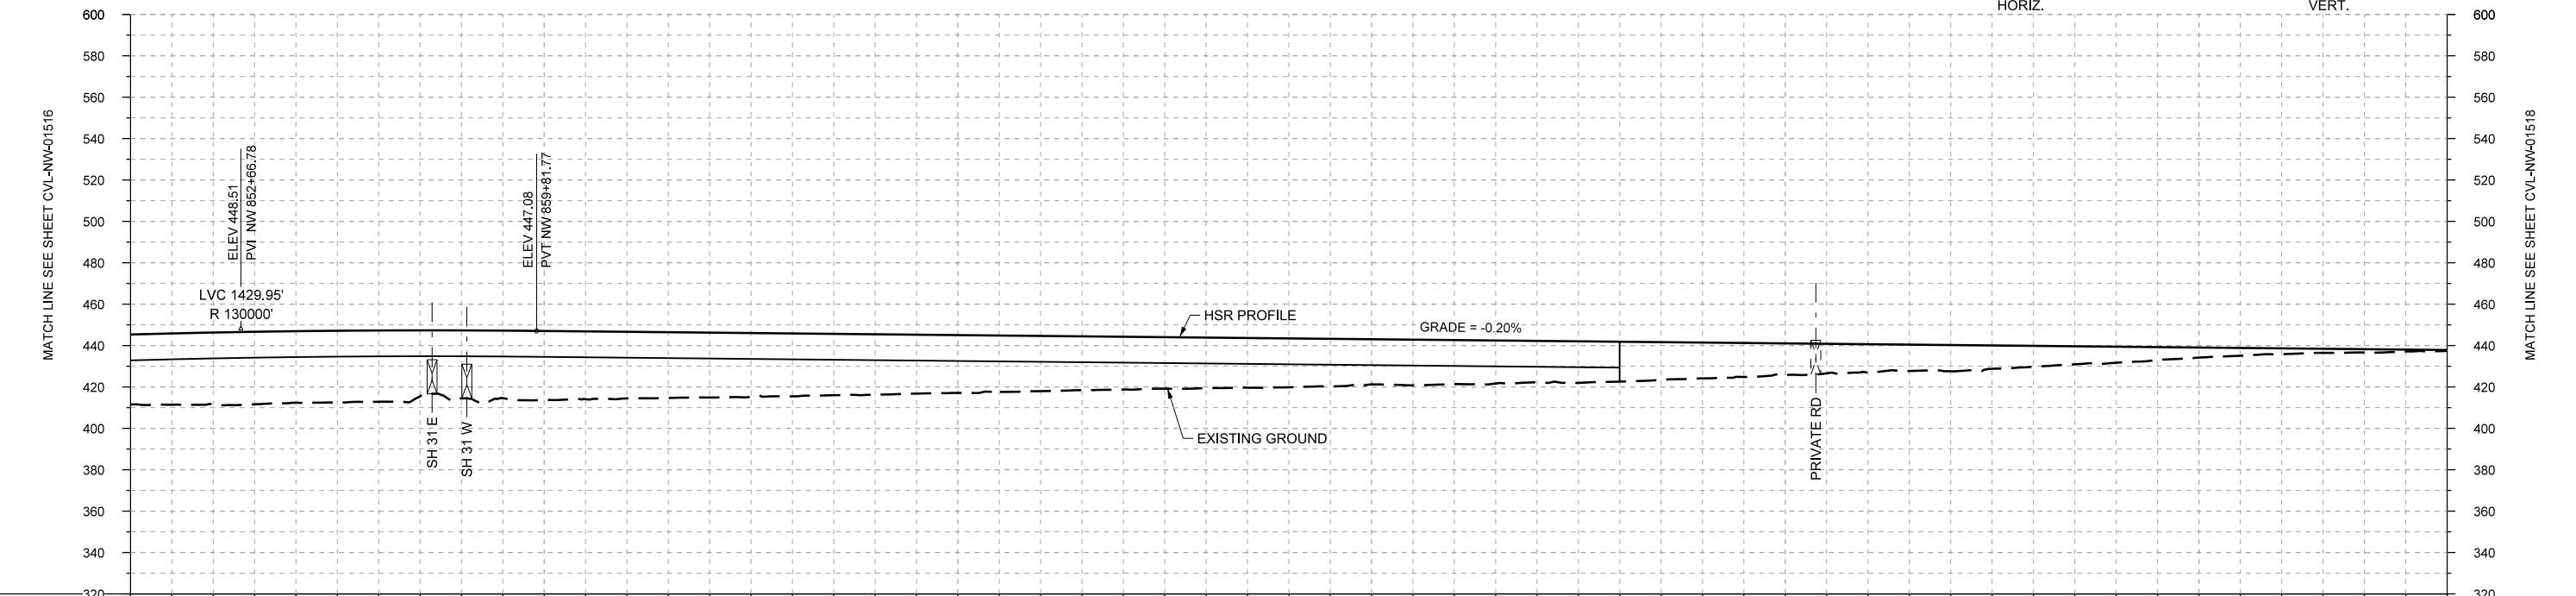 HORIZ.
VERT.
600
580
560
540
520
500
480
460
440
420
400
380
360
340
320
MATCH LINE SEE SHEET CVL-NW-01516
ELEV 448.51
PVI NW 852+66.78
LVC 1429.95'
R 130000'
ELEV 447.08
PVT NW 859+81.77
SH 31 E
SH 31 W
HSR PROFILE
EXISTING GROUND
GRADE = -0.20%
PRIVATE RD
600
580
560
540
520
500
480
460
440
420
400
380
360
340
320
MATCH LINE SEE SHEET CVL-NW-01518